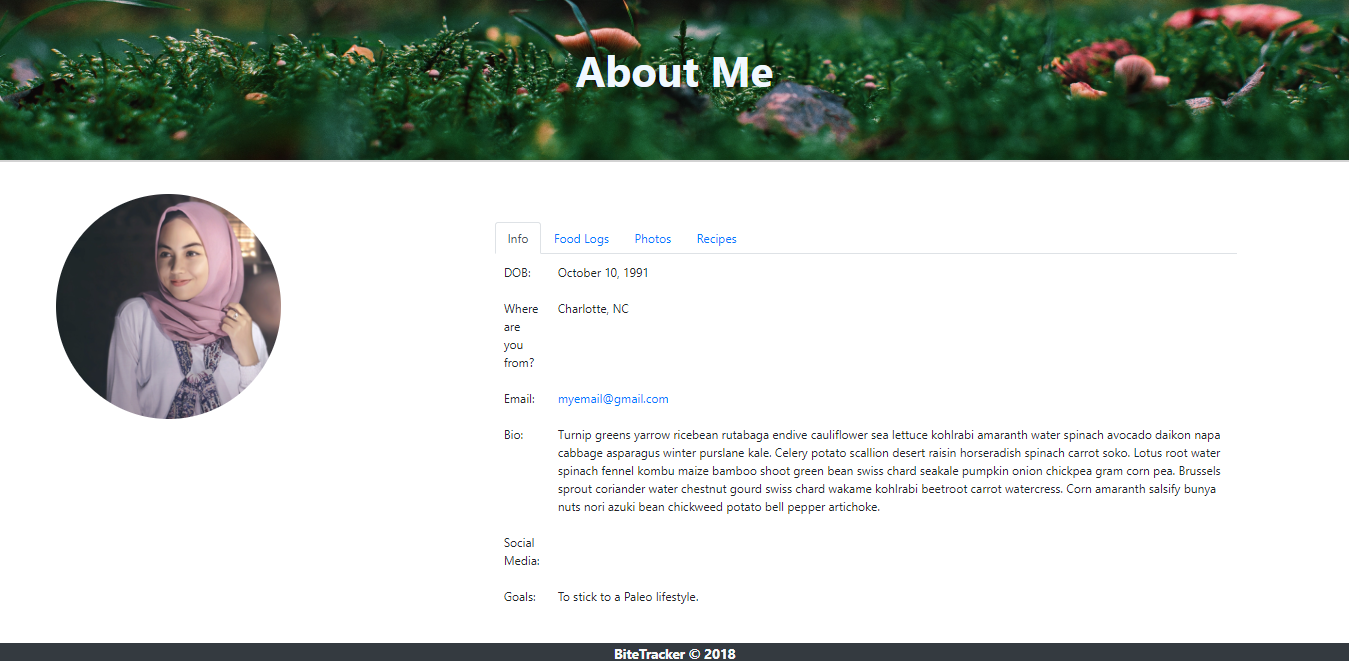 About Me
Info Food Logs Photos Recipes
DOB: October 10, 1991
Where are you from? Charlotte, NC
Email: myemail@gmail.com
Bio: Turnip greens yarrow ricebean rutabaga endive cauliflower sea lettuce kohlrabi amaranth water spinach avocado daikon napa
cabbage asparagus winter purslane kale. Celery potato scallion desert raisin horseradish spinach carrot soko. Lotus root water
spinach fennel kombu maize bamboo shoot green bean swiss chard seakale pumpkin onion chickpea gram corn pea. Brussels
sprout coriander water chestnut gourd swiss chard wakame kohlrabi beetroot carrot watercress. Corn amaranth salsify bunya
nuts nori azuki bean chickweed potato bell pepper artichoke.
Social Media:
Goals: To stick to a Paleo lifestyle.
BiteTracker © 2018